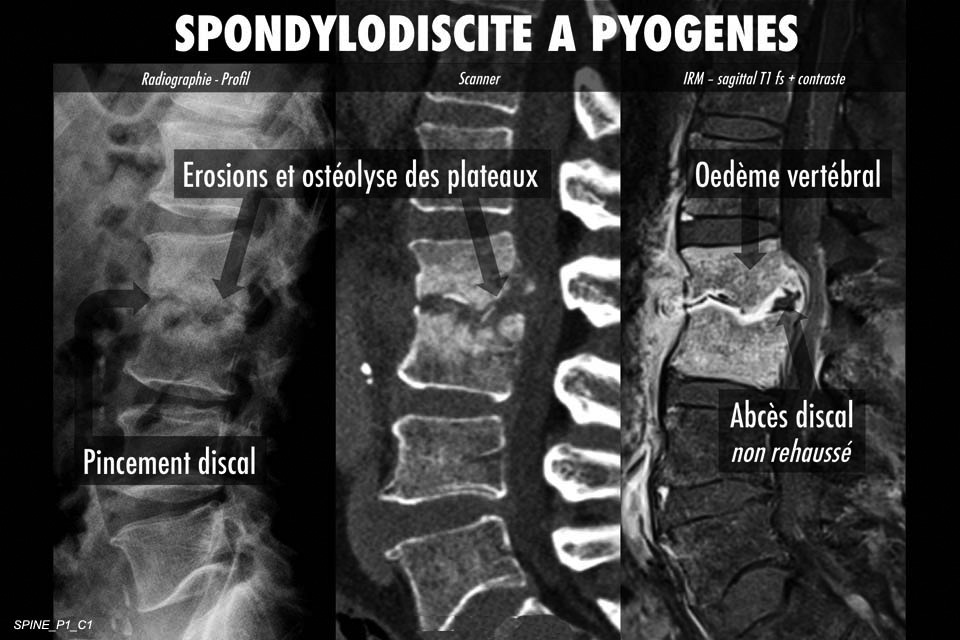 SPONDYLODISCITE A PYOGENES
Radiographie - Profil
Scanner
IRM – sagittal T1 fs + contraste
Erosions et ostéolyse des plateaux
Oedème vertébral
Abcès discal
non rehaussé
Pincement discal
SPINE_P1_C1